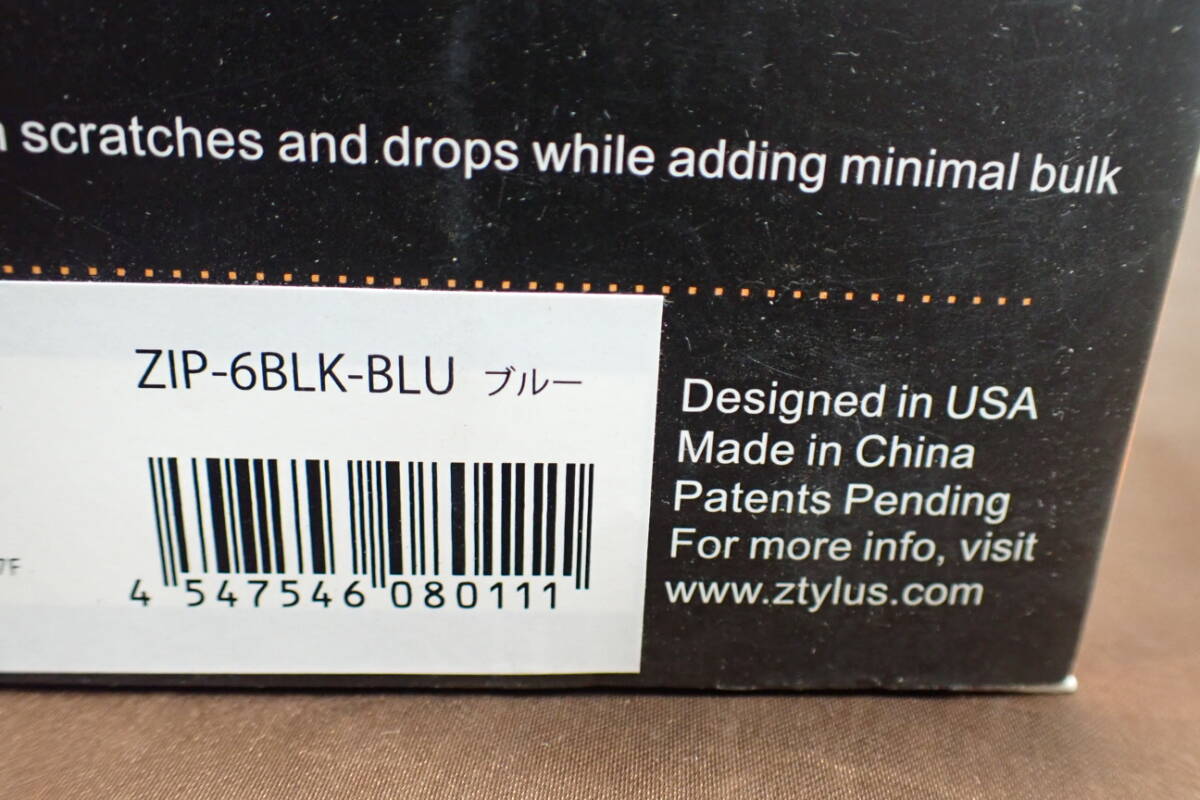 scratches and drops while adding minimal bulk
ZIP-6BLK-BLU ブルー
4 547546 080111
7F
Designed in USA
Made in China
Patents Pending
For more info, visit
www.ztylus.com